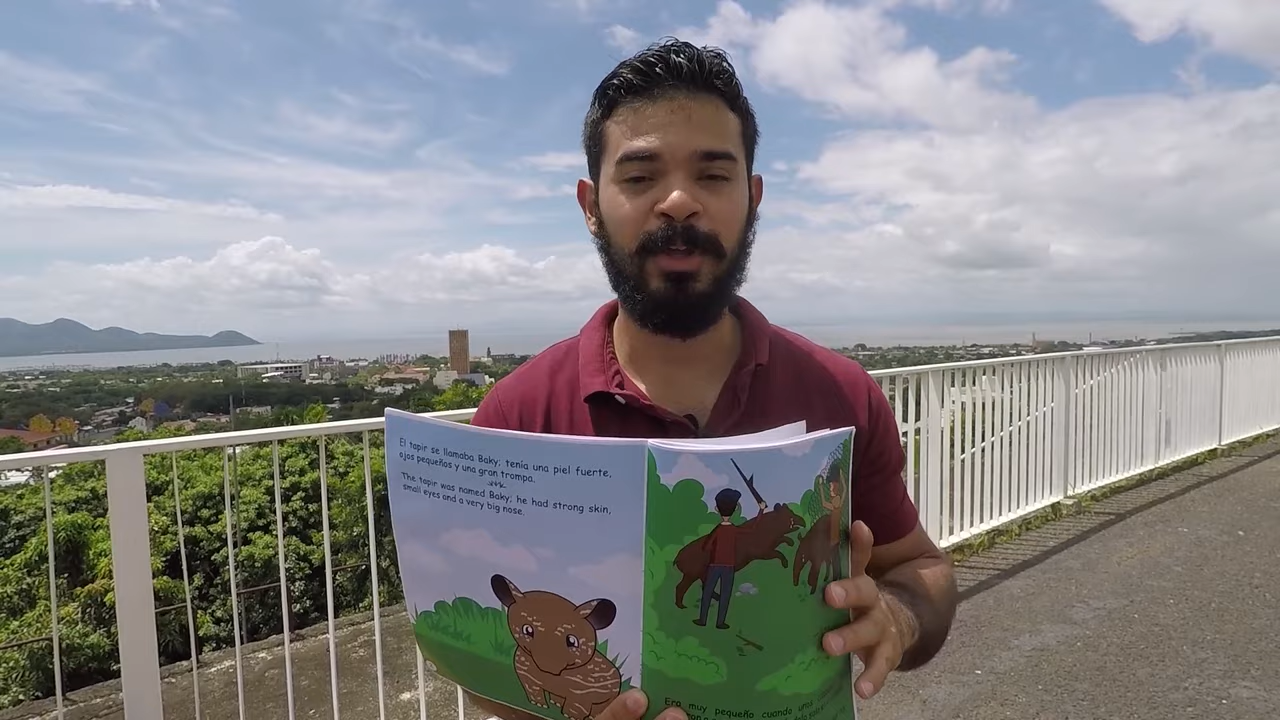 El tapir se llamaba Baky; tenía una piel fuerte,
ojos pequeños y una gran trompa.
The tapir was named Baky; he had strong skin,
small eyes and a very big nose.
Era muy pequeño cuando unos